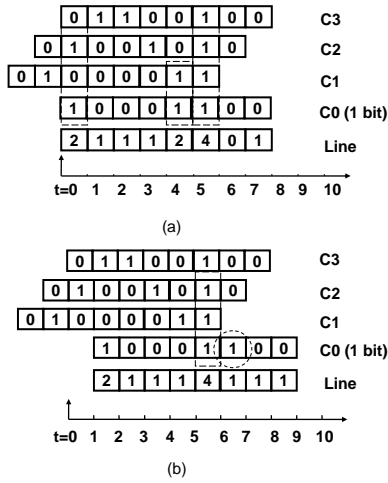 0 1 1 0 0 1 0 0 C3
0 1 0 0 1 0 1 0 C2
0 1 0 0 0 0 1 1 C1
1 0 0 0 1 1 0 0 C0 (1 bit)
2 1 1 1 2 4 0 1 Line
t=0 1 2 3 4 5 6 7 8 10
(a)
0 1 1 0 0 1 0 0 C3
0 1 0 0 1 0 1 0 C2
0 1 0 0 0 0 1 1 C1
1 0 0 0 1 1 0 0 C0 (1 bit)
2 1 1 1 4 1 1 1 Line
t=0 1 2 3 4 5 6 7 8 9 10
(b)